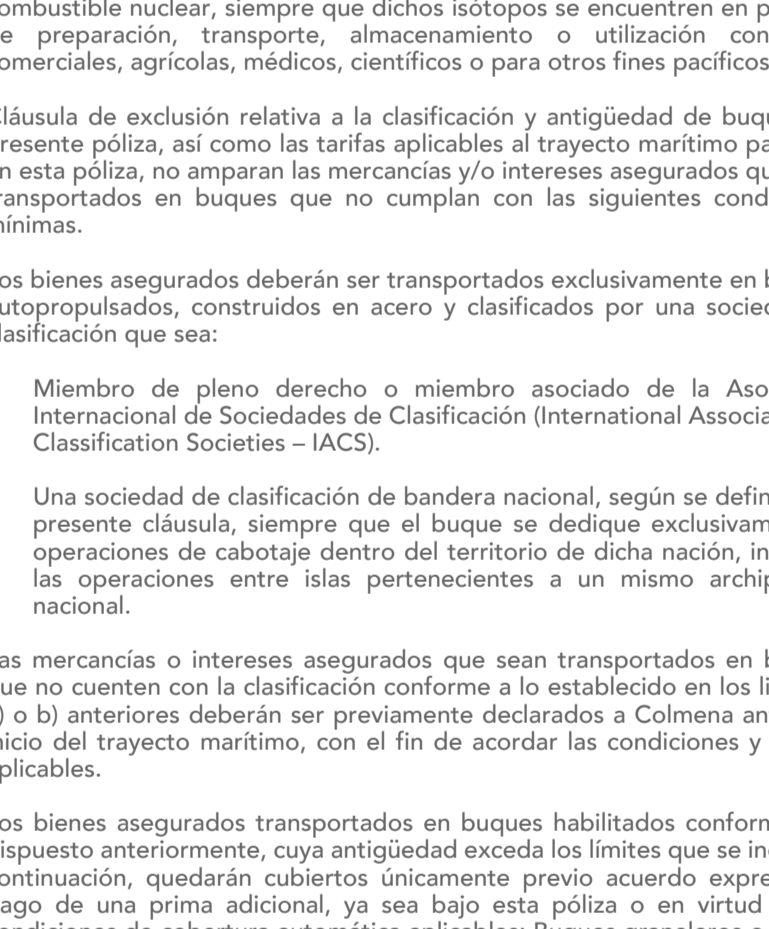 ombustible nuclear, siempre que dichos isótopos se encuentren en p
e preparación, transporte, almacenamiento o utilización con
omerciales, agrícolas, médicos, científicos o para otros fines pacíficos
láusula de exclusión relativa a la clasificación y antigüedad de buqu
resente póliza, así como las tarifas aplicables al trayecto marítimo pa
n esta póliza, no amparan las mercancías y/o intereses asegurados qu
ransportados en buques que no cumplan con las siguientes cond
ínimas.
os bienes asegurados deberán ser transportados exclusivamente en b
utopropulsados, construidos en acero y clasificados por una socied
lasificación que sea:
Miembro de pleno derecho o miembro asociado de la Aso
Internacional de Sociedades de Clasificación (International Associa
Classification Societies – IACS).
Una sociedad de clasificación de bandera nacional, según se defin
presente cláusula, siempre que el buque se dedique exclusivam
operaciones de cabotaje dentro del territorio de dicha nación, in
las operaciones entre islas pertenecientes a un mismo archip
nacional.
as mercancías o intereses asegurados que sean transportados en b
ue no cuenten con la clasificación conforme a lo establecido en los li
) o b) anteriores deberán ser previamente declarados a Colmena an
nicio del trayecto marítimo, con el fin de acordar las condiciones y
plicables.
os bienes asegurados transportados en buques habilitados conform
ispuesto anteriormente, cuya antigüedad exceda los límites que se in
ontinuación, quedarán cubiertos únicamente previo acuerdo expre
ago de una prima adicional, ya sea bajo esta póliza o en virtud